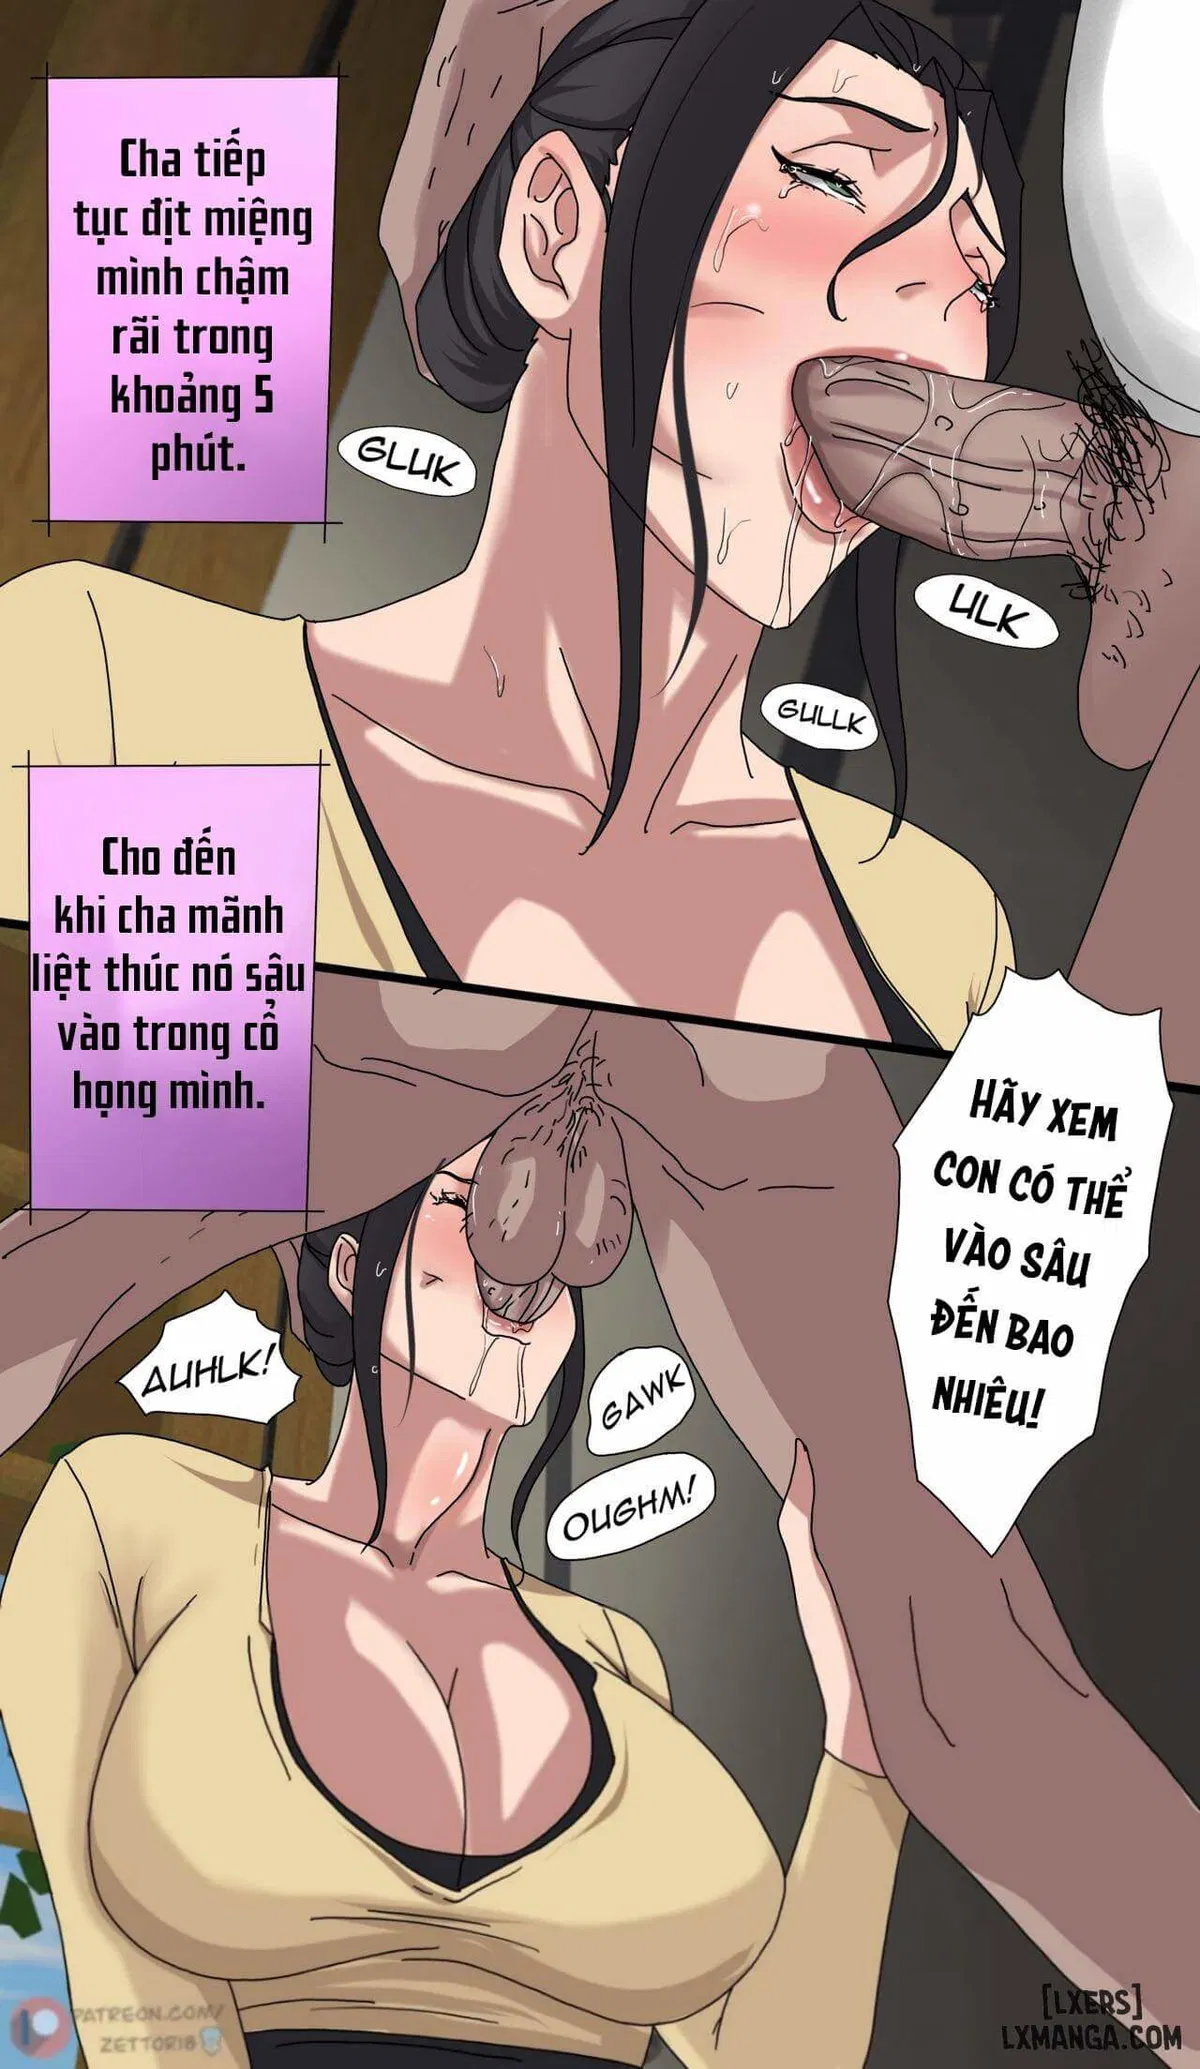 Cha tiếp
tục địt miệng
mình chậm
rãi trong
khoảng 5
phút.
GLUK
ULK
GULLK
Cho đến
khi cha mãnh
liệt thúc nó sâu
vào trong cổ
họng mình.
HÃY XEM
CON CÓ THỂ
VÀO SÂU
ĐẾN BAO
NHIÊU!
AUHLK!
GAWK
OUGHM!
PATREON.COM/
ZETTOR18
[LXERS]
LXMANGA.COM